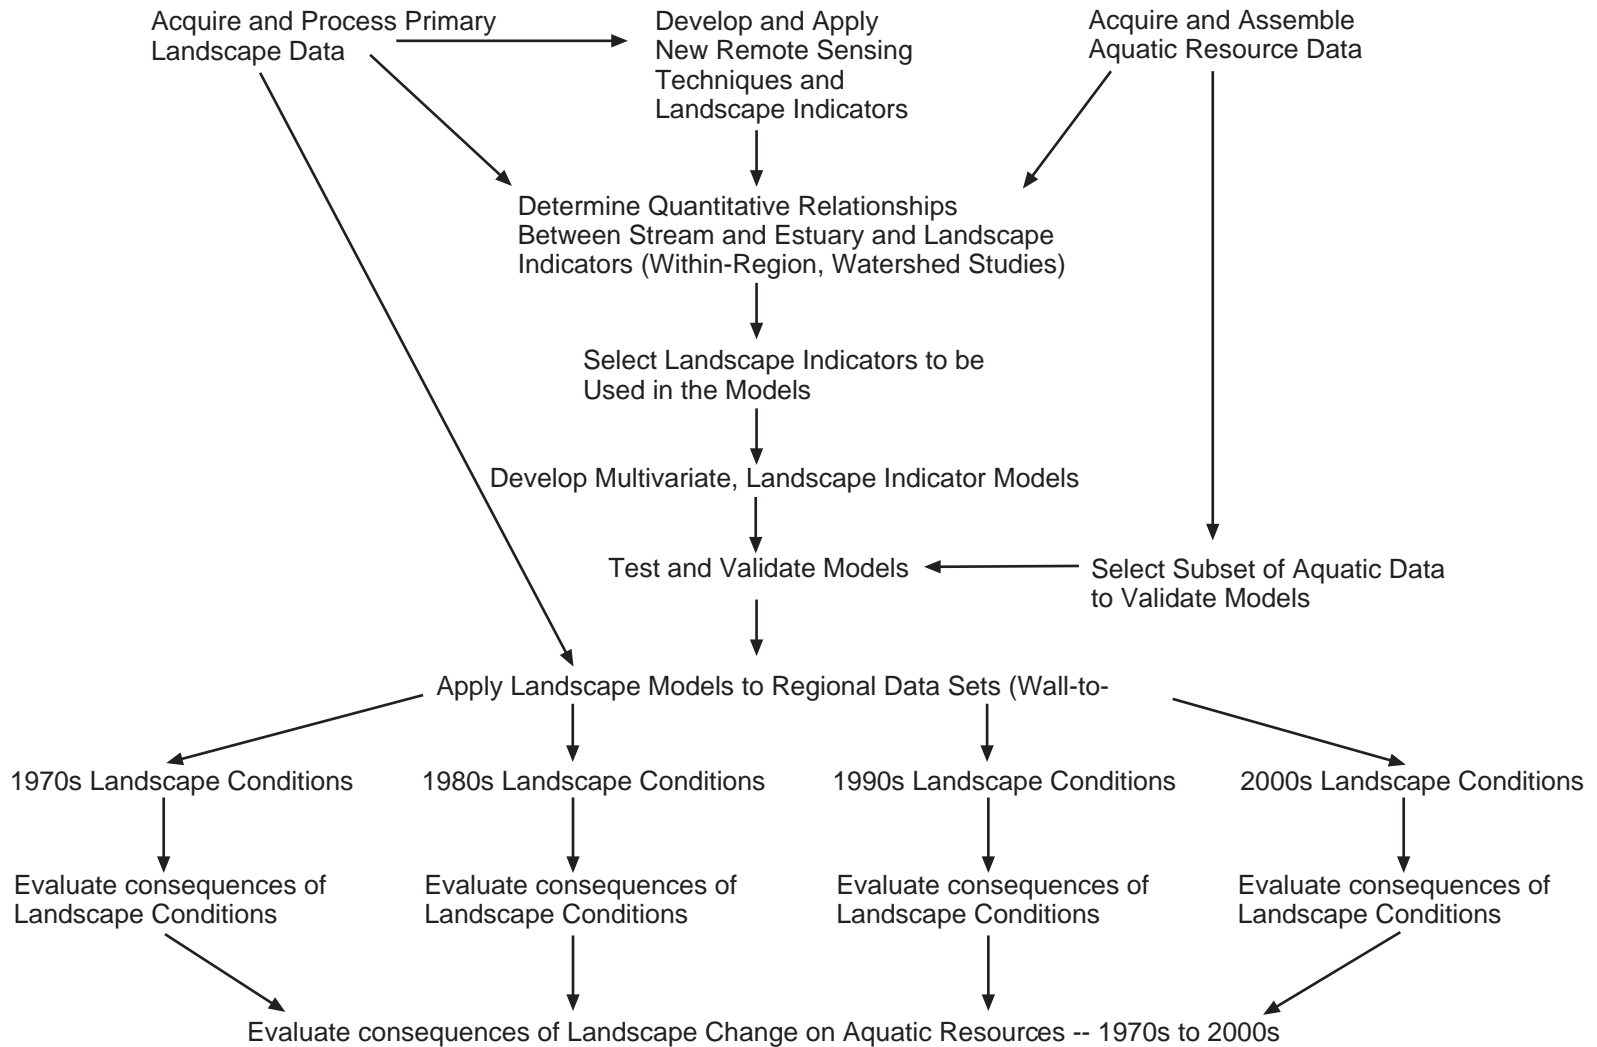 Acquire and Process Primary
Landscape Data
Develop and Apply
New Remote Sensing
Techniques and
Landscape Indicators
Acquire and Assemble
Aquatic Resource Data
Determine Quantitative Relationships
Between Stream and Estuary and Landscape
Indicators (Within-Region, Watershed Studies)
Select Landscape Indicators to be
Used in the Models
Develop Multivariate, Landscape Indicator Models
Test and Validate Models
Select Subset of Aquatic Data
to Validate Models
Apply Landscape Models to Regional Data Sets (Wall-to-
1970s Landscape Conditions
1980s Landscape Conditions
1990s Landscape Conditions
2000s Landscape Conditions
Evaluate consequences of
Landscape Conditions
Evaluate consequences of
Landscape Conditions
Evaluate consequences of
Landscape Conditions
Evaluate consequences of
Landscape Conditions
Evaluate consequences of Landscape Change on Aquatic Resources -- 1970s to 2000s